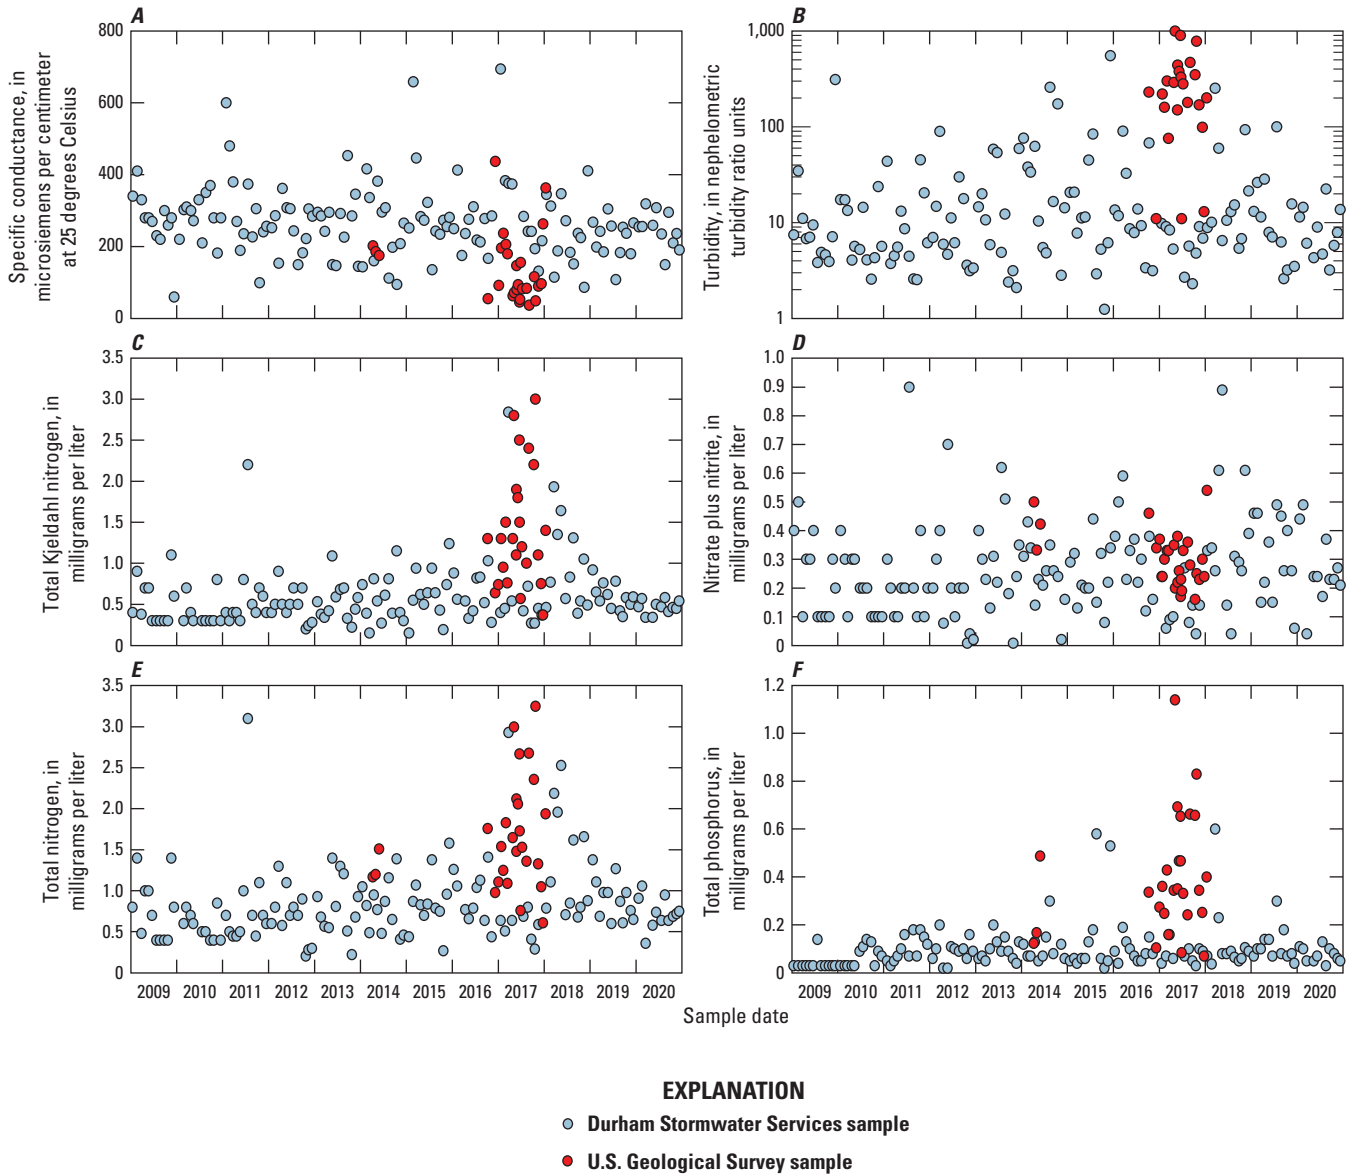 A
Specific conductance, in
microsiemens per centimeter
at 25 degrees Celsius
800
600
400
200
0
B
Turbidity, in nephelometric
turbidity ratio units
1,000
100
10
1
C
Total Kjeldahl nitrogen, in
milligrams per liter
3.5
3.0
2.5
2.0
1.5
1.0
0.5
0
D
Nitrate plus nitrite, in
milligrams per liter
1.0
0.9
0.8
0.7
0.6
0.5
0.4
0.3
0.2
0.1
0
E
Total nitrogen, in
milligrams per liter
3.5
3.0
2.5
2.0
1.5
1.0
0.5
0
2009 2010 2011 2012 2013 2014 2015 2016 2017 2018 2019 2020
F
Total phosphorus, in
milligrams per liter
1.2
1.0
0.8
0.6
0.4
0.2
0
2009 2010 2011 2012 2013 2014 2015 2016 2017 2018 2019 2020
Sample date
EXPLANATION
Durham Stormwater Services sample
U.S. Geological Survey sample